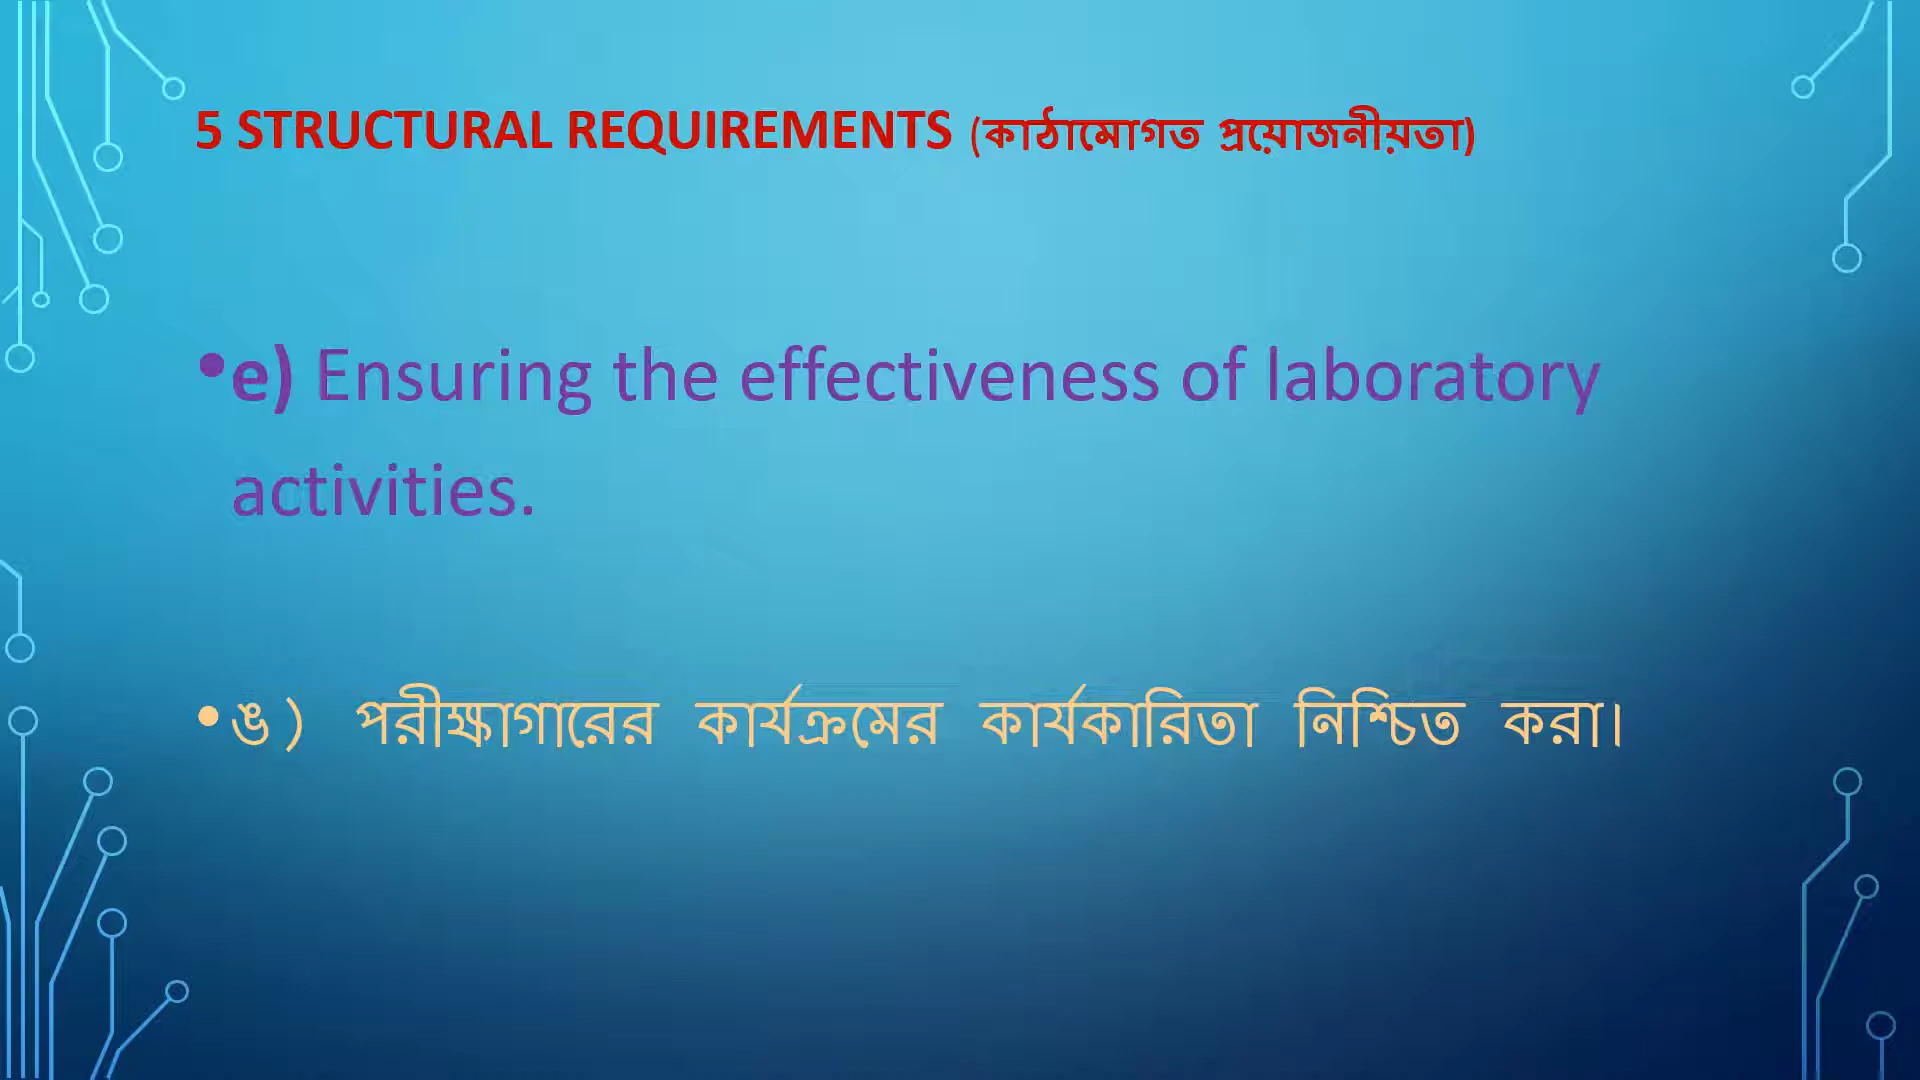 5 STRUCTURAL REQUIREMENTS (কাঠামোগত প্রয়োজনীয়তা)
•e) Ensuring the effectiveness of laboratory
activities.
•ঙ) পরীক্ষাগারের কার্যক্রমের কার্যকারিতা নিশ্চিত করা।